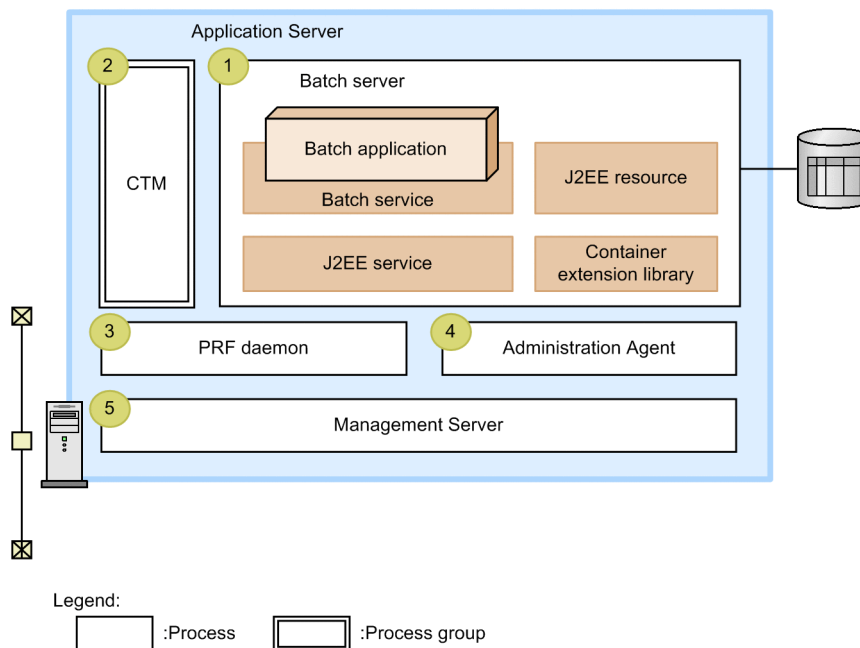 Application Server
2
1
Batch server
Batch application
CTM
J2EE resource
Batch service
J2EE service
Container
extension library
3
PRF daemon
4
Administration Agent
5
Management Server
Legend:
:Process
:Process group